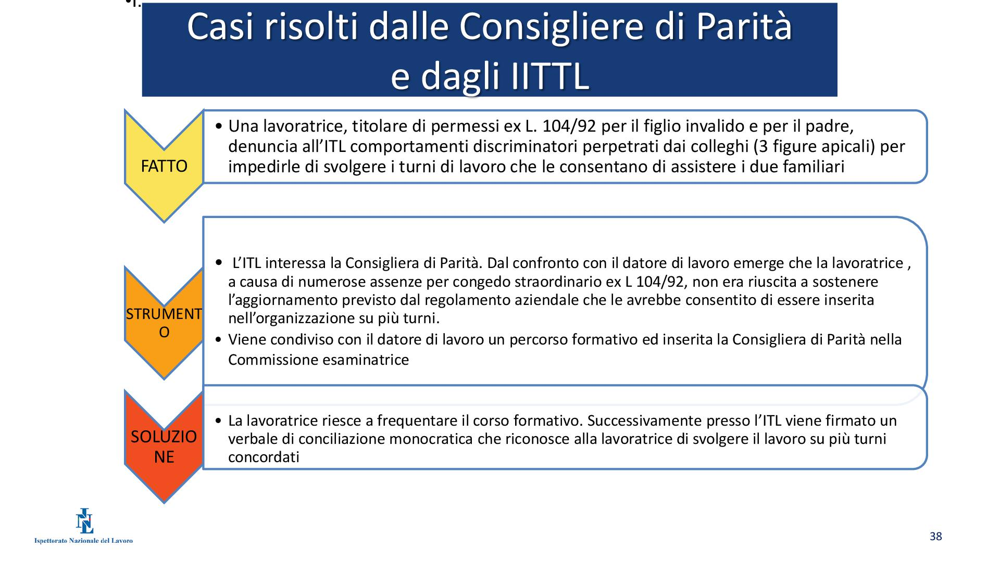 Casi risolti dalle Consigliere di Parità
e dagli IITTL
FATTO
• Una lavoratrice, titolare di permessi ex L. 104/92 per il figlio invalido e per il padre,
denuncia all’ITL comportamenti discriminatori perpetrati dai colleghi (3 figure apicali) per
impedirle di svolgere i turni di lavoro che le consentano di assistere i due familiari
STRUMENT
O
• L’ITL interessa la Consigliera di Parità. Dal confronto con il datore di lavoro emerge che la lavoratrice ,
a causa di numerose assenze per congedo straordinario ex L 104/92, non era riuscita a sostenere
l’aggiornamento previsto dal regolamento aziendale che le avrebbe consentito di essere inserita
nell’organizzazione su più turni.
• Viene condiviso con il datore di lavoro un percorso formativo ed inserita la Consigliera di Parità nella
Commissione esaminatrice
SOLUZIO
NE
• La lavoratrice riesce a frequentare il corso formativo. Successivamente presso l’ITL viene firmato un
verbale di conciliazione monocratica che riconosce alla lavoratrice di svolgere il lavoro su più turni
concordati
INL
Ispettorato Nazionale del Lavoro
38